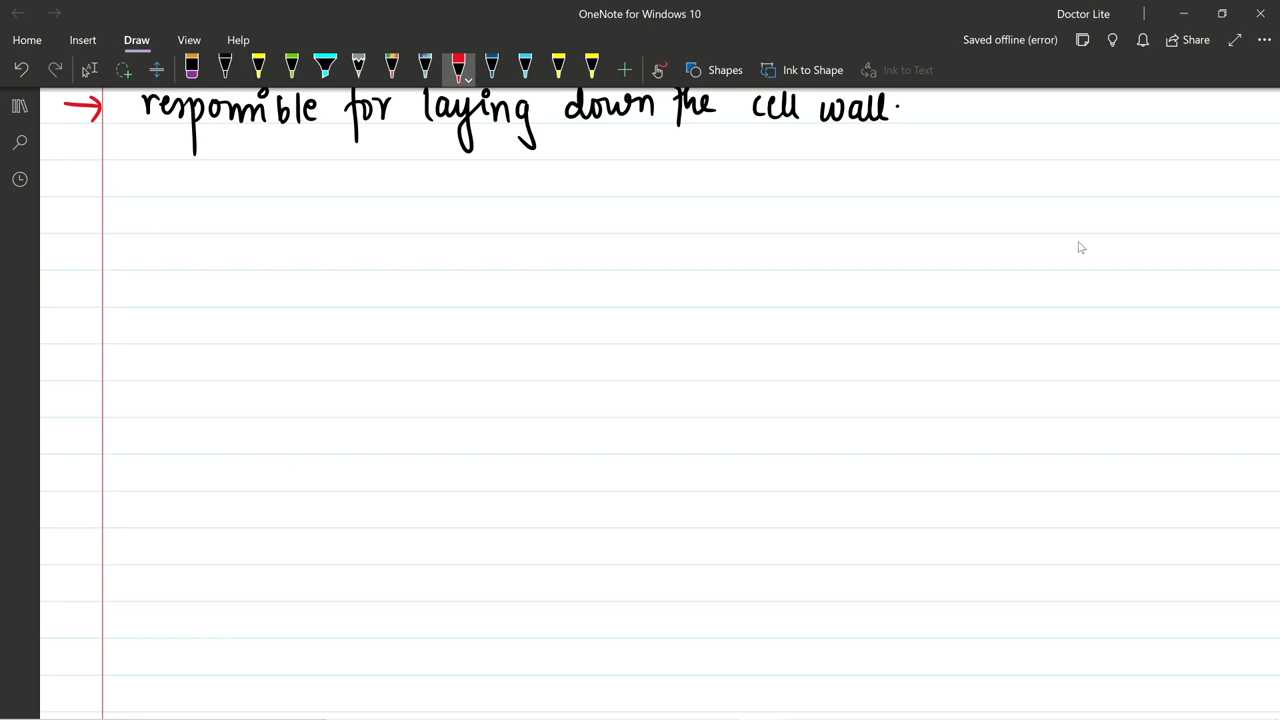 OneNote for Windows 10
Doctor Lite
Home Insert Draw View Help
Saved offline (error)
Share
Shapes
Ink to Shape
Ink to Text
→ responsible for laying down the cell wall.